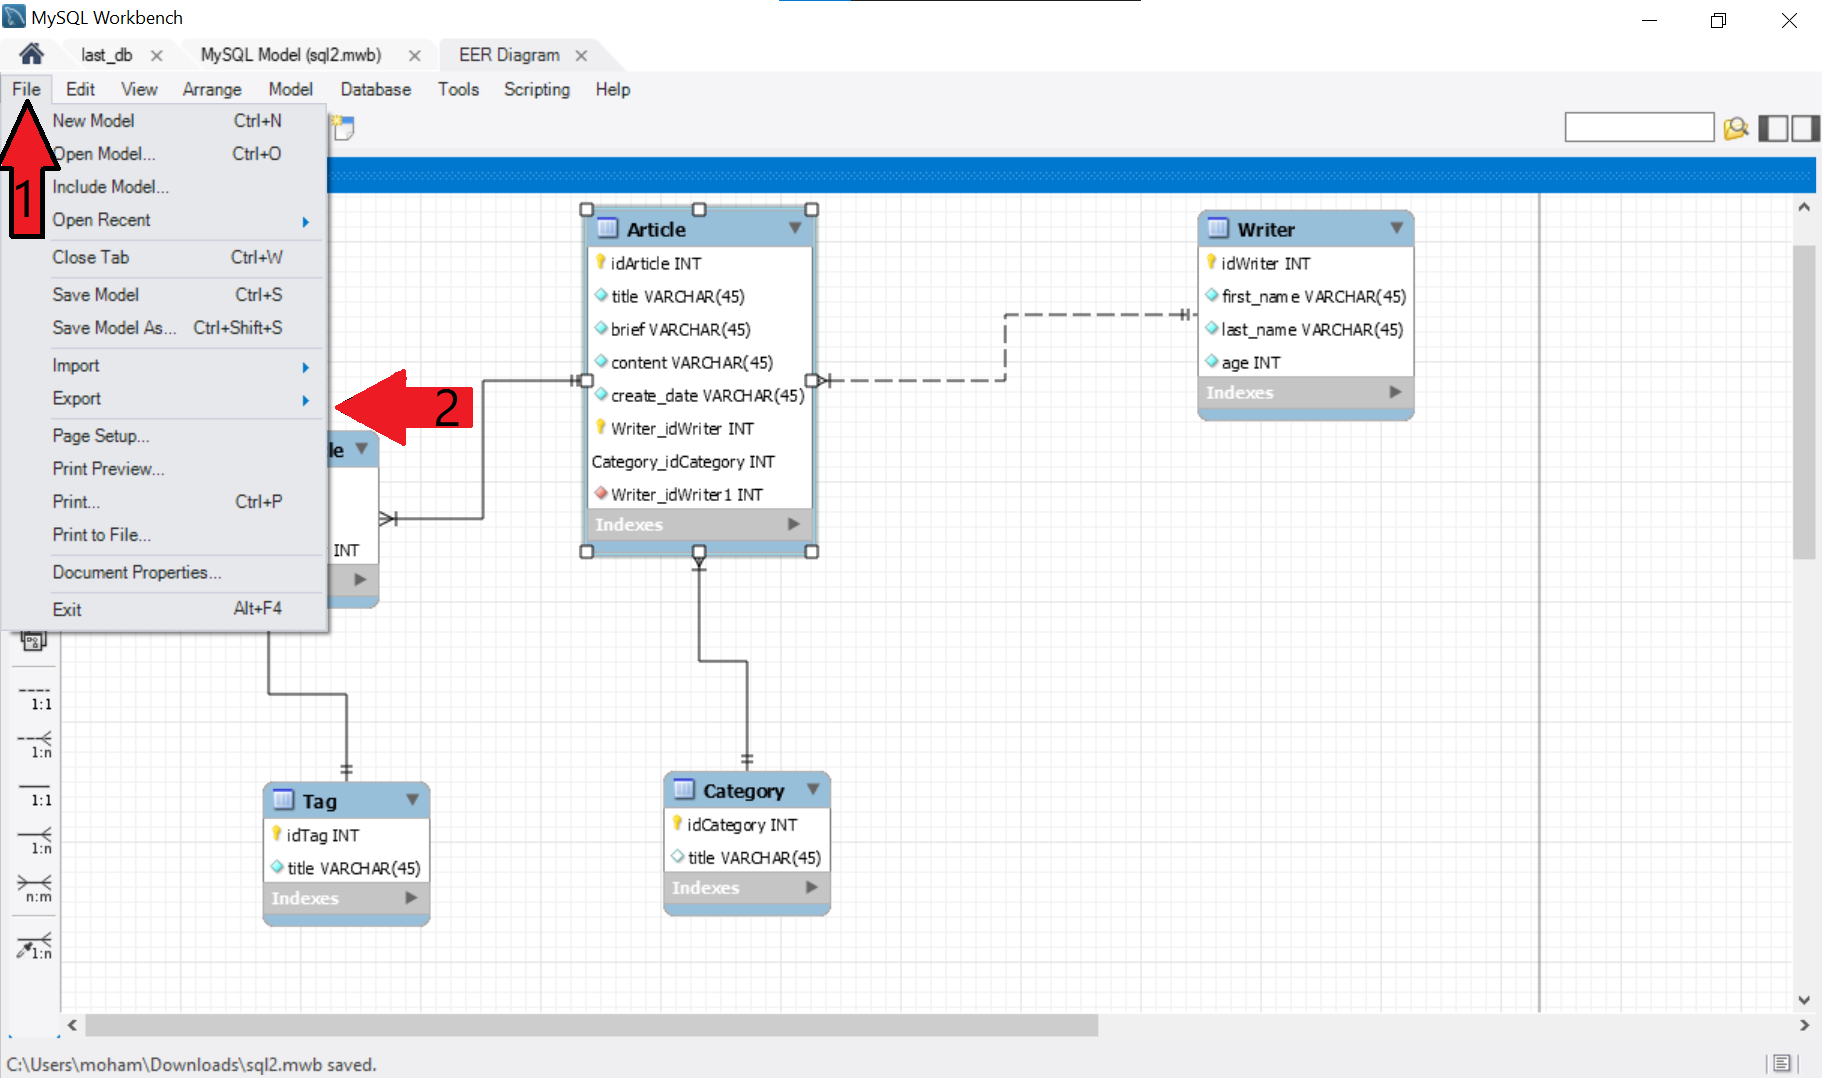 MySQL Workbench
last_db
MySQL Model (sql2.mwb)
EER Diagram
File Edit View Arrange Model Database Tools Scripting Help
New Model Ctrl+N
Open Model... Ctrl+O
Include Model...
Open Recent
Close Tab Ctrl+W
Save Model Ctrl+S
Save Model As... Ctrl+Shift+S
Import
Export
Page Setup...
Print Preview...
Print... Ctrl+P
Print to File...
Document Properties...
Exit Alt+F4
1
2
le
INT
Article
idArticle INT
title VARCHAR(45)
brief VARCHAR(45)
content VARCHAR(45)
create_date VARCHAR(45)
Writer_idWriter INT
Category_idCategory INT
Writer_idWriter1 INT
Indexes
Writer
idWriter INT
first_name VARCHAR(45)
last_name VARCHAR(45)
age INT
Indexes
1:1
1:n
1:1
1:n
n:m
1:n
Tag
idTag INT
title VARCHAR(45)
Indexes
Category
idCategory INT
title VARCHAR(45)
Indexes
C:\Users\moham\Downloads\sql2.mwb saved.